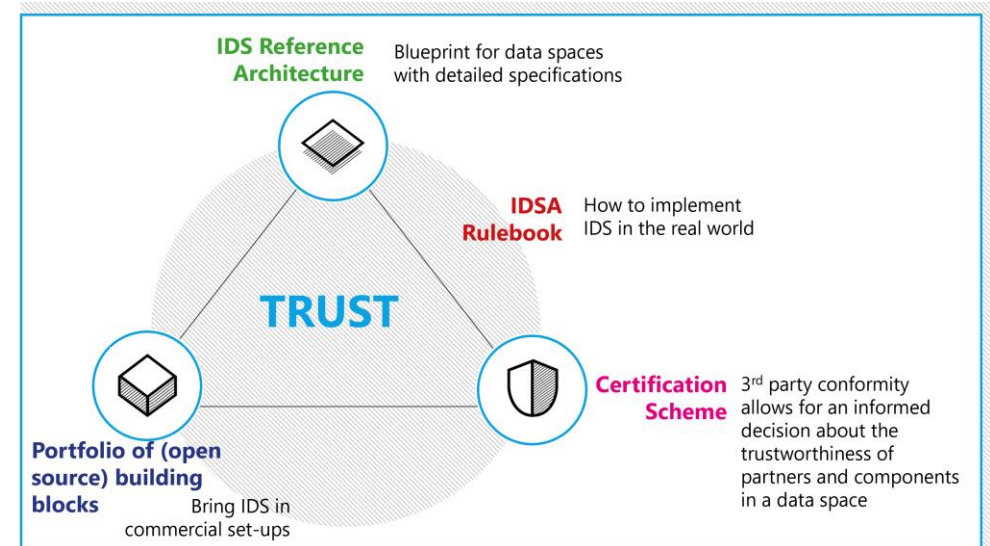 IDS Reference
Architecture
Blueprint for data spaces
with detailed specifications
IDSA
Rulebook
How to implement
IDS in the real world
TRUST
Certification
Scheme
3rd party conformity
allows for an informed
decision about the
trustworthiness of
partners and components
in a data space
Portfolio of (open
source) building
blocks
Bring IDS in
commercial set-ups